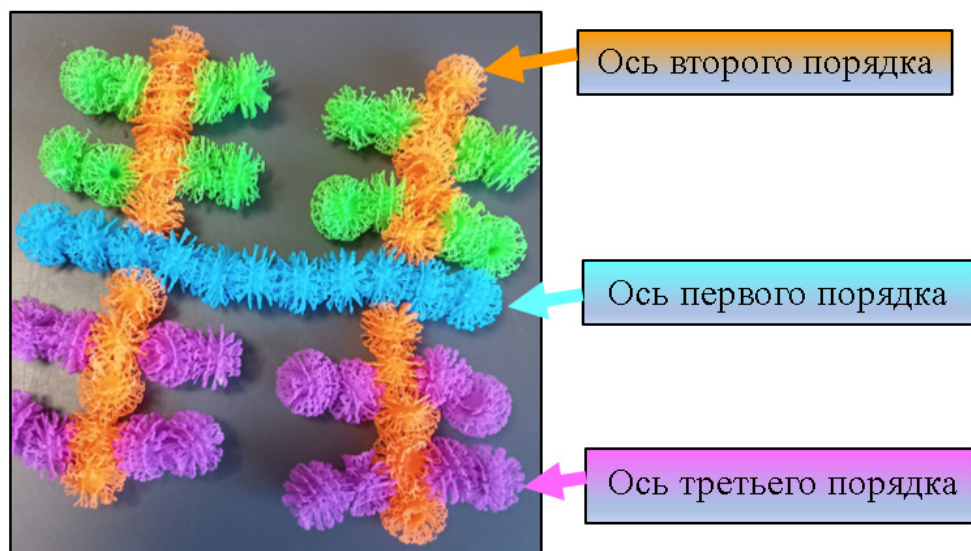 Ось второго порядка
Ось первого порядка
Ось третьего порядка